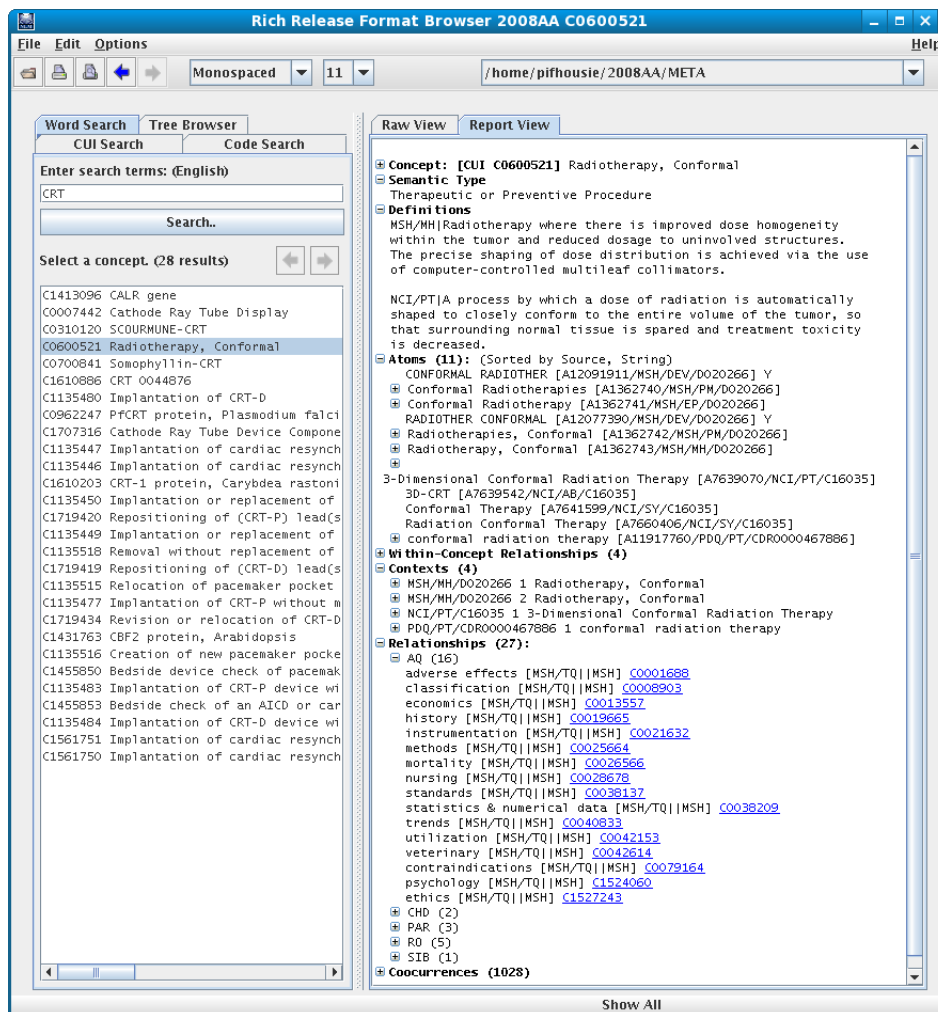 Rich Release Format Browser 2008AA C0600521
File Edit Options Help
Monospaced 11 /home/pifhousie/2008AA/META
Word Search Tree Browser
CUI Search Code Search
Enter search terms: (English)
CRT
Search..
Select a concept. (28 results)
C1413096 CALR gene
C0007442 Cathode Ray Tube Display
C0310120 SCOURMUNE-CRT
C0600521 Radiotherapy, Conformal
C0700841 Somophyllin-CRT
C1610886 CRT 0044876
C1135480 Implantation of CRT-D
C0962247 PfCRT protein, Plasmodium falci
C1707316 Cathode Ray Tube Device Compone
C1135447 Implantation of cardiac resynch
C1135446 Implantation of cardiac resynch
C1610203 CRT-1 protein, Carybdea rastoni
C1135450 Implantation or replacement of
C1719420 Repositioning of (CRT-P) lead(s
C1135449 Implantation or replacement of
C1135518 Removal without replacement of
C1719419 Repositioning of (CRT-D) lead(s
C1135515 Relocation of pacemaker pocket
C1135477 Implantation of CRT-P without m
C1719434 Revision or relocation of CRT-D
C1431763 CBF2 protein, Arabidopsis
C1135516 Creation of new pacemaker pocke
C1455850 Bedside device check of pacemak
C1135483 Implantation of CRT-P device wi
C1455853 Bedside check of an AICD or car
C1135484 Implantation of CRT-D device wi
C1561751 Implantation of cardiac resynch
C1561750 Implantation of cardiac resynch
Raw View Report View
Concept: [CUI C0600521] Radiotherapy, Conformal
Semantic Type
Therapeutic or Preventive Procedure
Definitions
MSH/MH|Radiotherapy where there is improved dose homogeneity
within the tumor and reduced dosage to uninvolved structures.
The precise shaping of dose distribution is achieved via the use
of computer-controlled multileaf collimators.
NCI/PT|A process by which a dose of radiation is automatically
shaped to closely conform to the entire volume of the tumor, so
that surrounding normal tissue is spared and treatment toxicity
is decreased.
Atoms (11): (Sorted by Source, String)
CONFORMAL RADIOTHER [A12091911/MSH/DEV/D020266] Y
Conformal Radiotherapies [A1362740/MSH/PM/D020266]
Conformal Radiotherapy [A1362741/MSH/EP/D020266]
RADIOTHER CONFORMAL [A12077390/MSH/DEV/D020266] Y
Radiotherapies, Conformal [A1362742/MSH/PM/D020266]
Radiotherapy, Conformal [A1362743/MSH/MH/D020266]
3-Dimensional Conformal Radiation Therapy [A7639070/NCI/PT/C16035]
3D-CRT [A7639542/NCI/AB/C16035]
Conformal Therapy [A7641599/NCI/SY/C16035]
Radiation Conformal Therapy [A7660406/NCI/SY/C16035]
conformal radiation therapy [A11917760/PDQ/PT/CDR0000467886]
Within-Concept Relationships (4)
Contexts (4)
MSH/MH/D020266 1 Radiotherapy, Conformal
MSH/MH/D020266 2 Radiotherapy, Conformal
NCI/PT/C16035 1 3-Dimensional Conformal Radiation Therapy
PDQ/PT/CDR0000467886 1 conformal radiation therapy
Relationships (27):
AQ (16)
adverse effects [MSH/TQ||MSH] C0001688
classification [MSH/TQ||MSH] C0008903
economics [MSH/TQ||MSH] C0013557
history [MSH/TQ||MSH] C0019665
instrumentation [MSH/TQ||MSH] C0021632
methods [MSH/TQ||MSH] C0025664
mortality [MSH/TQ||MSH] C0026566
nursing [MSH/TQ||MSH] C0028678
standards [MSH/TQ||MSH] C0038137
statistics & numerical data [MSH/TQ||MSH] C0038209
trends [MSH/TQ||MSH] C0040833
utilization [MSH/TQ||MSH] C0042153
veterinary [MSH/TQ||MSH] C0042614
contraindications [MSH/TQ||MSH] C0079164
psychology [MSH/TQ||MSH] C1524060
ethics [MSH/TQ||MSH] C1527243
CHD (2)
PAR (3)
RO (5)
SIB (1)
Coocurrences (1028)
Show All